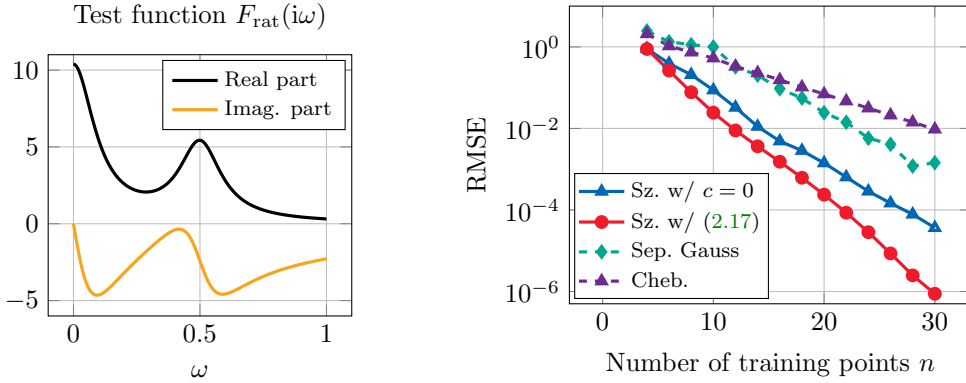 Test function F_rat(iω)
10
5
0
−5
0
0.5
1
ω
Real part
Imag. part
10^0
10^−2
10^−4
10^−6
0
10
20
30
RMSE
Number of training points n
Sz. w/ c = 0
Sz. w/ (2.17)
Sep. Gauss
Cheb.